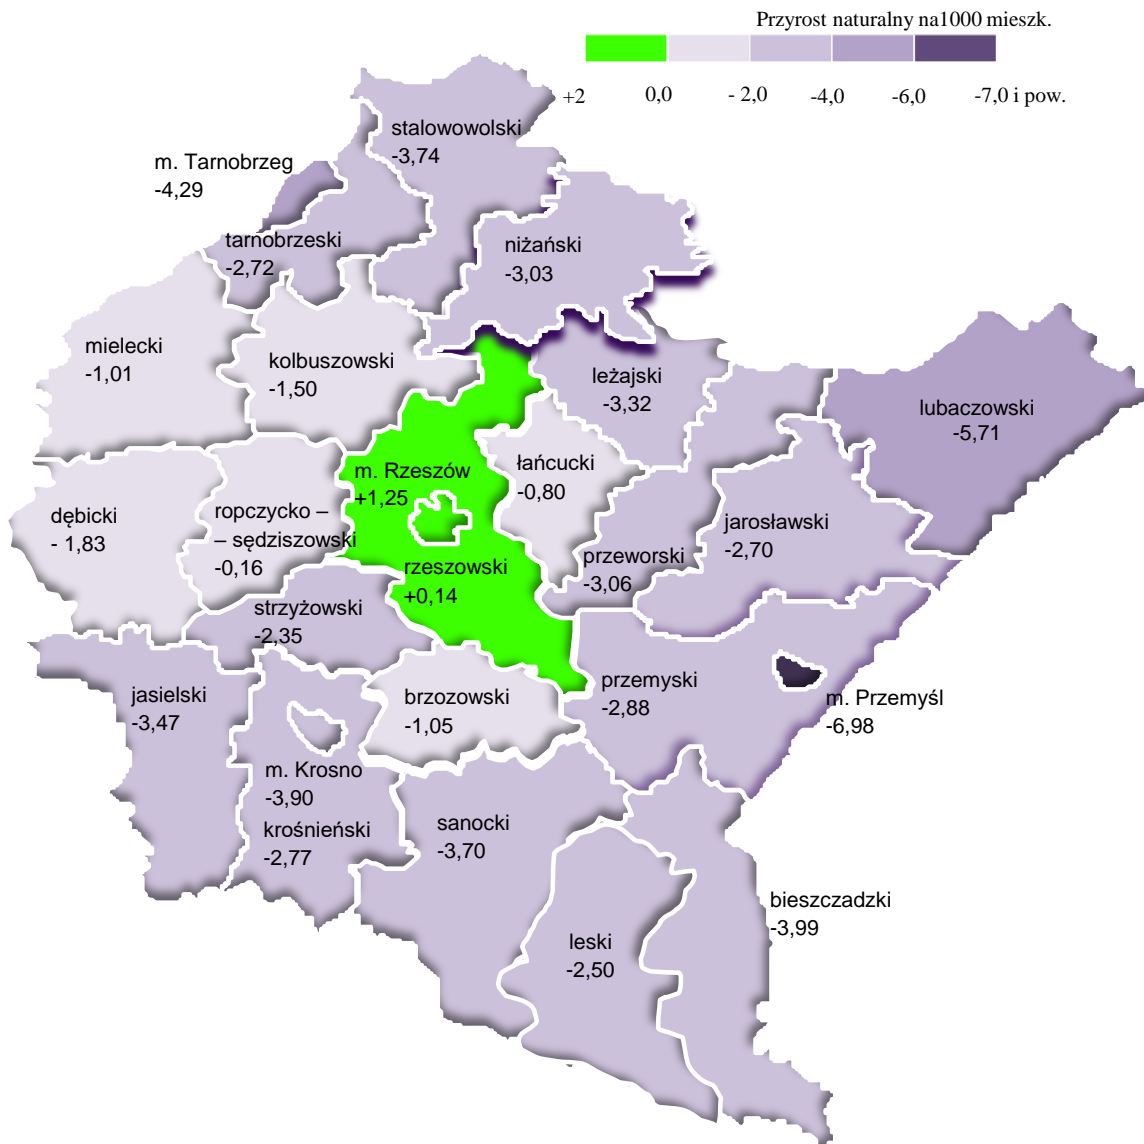 Przyrost naturalny na1000 mieszk.
+2 0,0 - 2,0 -4,0 -6,0 -7,0 i pow.
stalowowolski
-3,74
m. Tarnobrzeg
-4,29
tarnobrzeski
-2,72
niżański
-3,03
mielecki
-1,01
kolbuszowski
-1,50
leżajski
-3,32
lubaczowski
-5,71
m. Rzeszów
+1,25
łańcucki
-0,80
dębicki
- 1,83
ropczycko –
– sędziszowski
-0,16
jarosławski
-2,70
przeworski
-3,06
rzeszowski
+0,14
strzyżowski
-2,35
jasielski
-3,47
brzozowski
-1,05
przemyski
-2,88
m. Przemyśl
-6,98
m. Krosno
-3,90
krośnieński
-2,77
sanocki
-3,70
bieszczadzki
-3,99
leski
-2,50